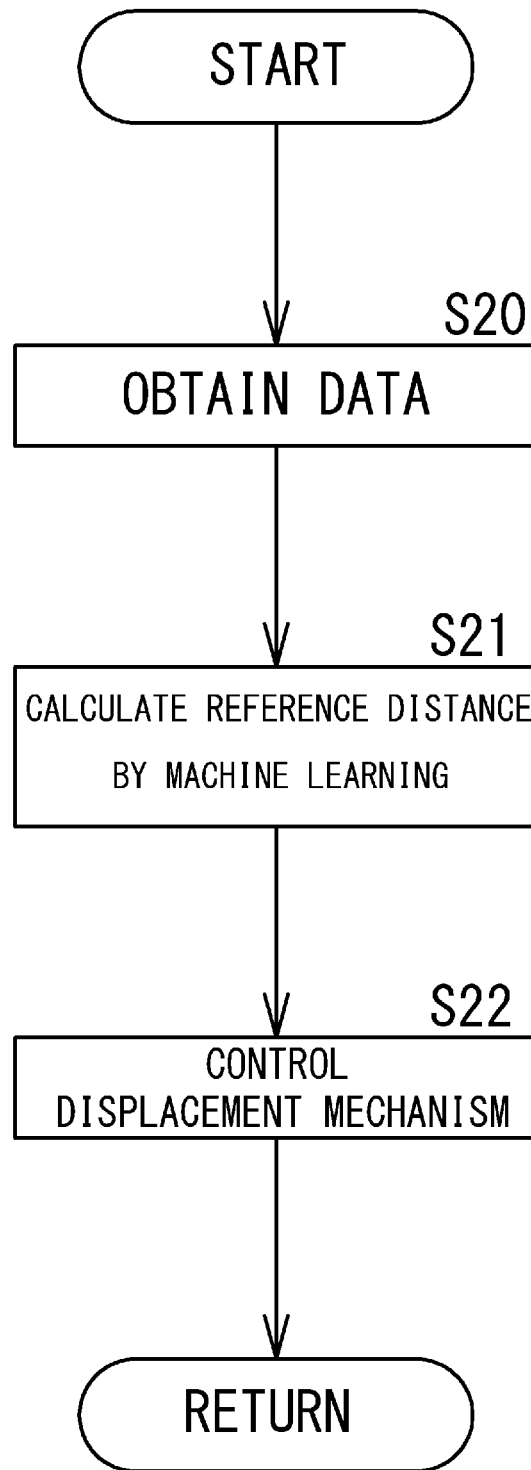 START
S20
OBTAIN DATA
S21
CALCULATE REFERENCE DISTANCE
BY MACHINE LEARNING
S22
CONTROL
DISPLACEMENT MECHANISM
RETURN